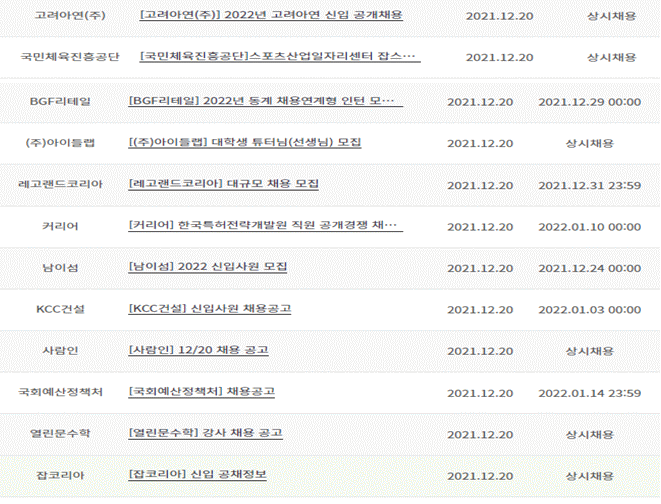 고려아연(주) [고려아연(주)] 2022년 고려아연 신입 공개채용 2021.12.20 상시채용
국민체육진흥공단 [국민체육진흥공단]스포츠산업일자리센터 잡스··· 2021.12.20 상시채용
BGF리테일 [BGF리테일] 2022년 동계 채용연계형 인턴 모··· 2021.12.20 2021.12.29 00:00
(주)아이들랩 [(주)아이들랩] 대학생 튜터님(선생님) 모집 2021.12.20 상시채용
레고랜드코리아 [레고랜드코리아] 대규모 채용 모집 2021.12.20 2021.12.31 23:59
커리어 [커리어] 한국특허전략개발원 직원 공개경쟁 채··· 2021.12.20 2022.01.10 00:00
남이섬 [남이섬] 2022 신입사원 모집 2021.12.20 2021.12.24 00:00
KCC건설 [KCC건설] 신입사원 채용공고 2021.12.20 2022.01.03 00:00
사람인 [사람인] 12/20 채용 공고 2021.12.20 상시채용
국회예산정책처 [국회예산정책처] 채용공고 2021.12.20 2022.01.14 23:59
열린문수학 [열린문수학] 강사 채용 공고 2021.12.20 상시채용
잡코리아 [잡코리아] 신입 공채정보 2021.12.20 상시채용